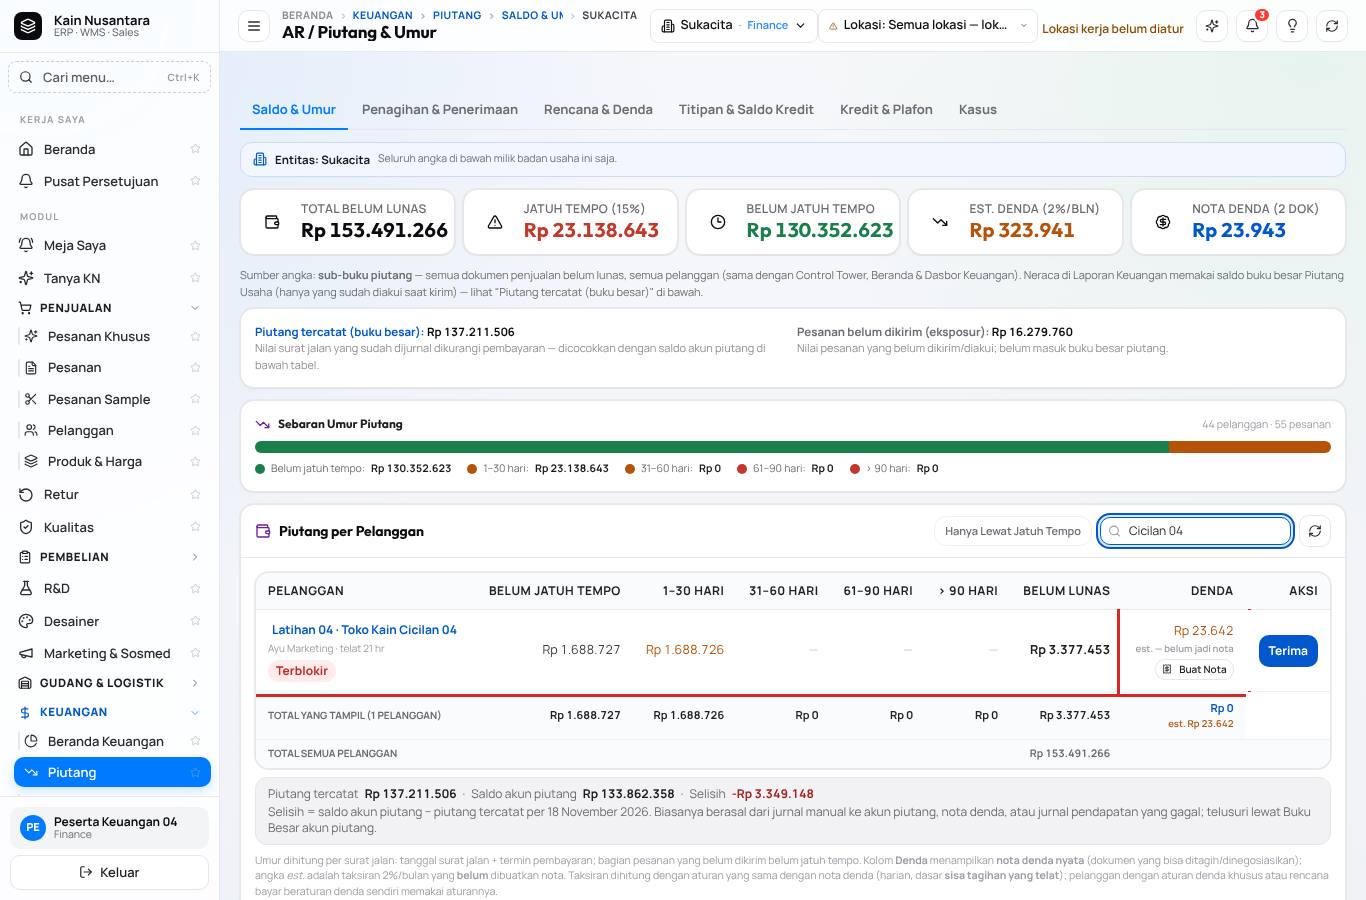 Kain Nusantara
ERP · WMS · Sales
Cari menu... Ctrl+K
KERJA SAYA
Beranda
Pusat Persetujuan
MODUL
Meja Saya
Tanya KN
PENJUALAN
Pesanan Khusus
Pesanan
Pesanan Sample
Pelanggan
Produk & Harga
Retur
Kualitas
PEMBELIAN
R&D
Desainer
Marketing & Sosmed
GUDANG & LOGISTIK
KEUANGAN
Beranda Keuangan
Piutang
PE
Peserta Keuangan 04
Finance
Keluar
BERANDA › KEUANGAN › PIUTANG › SALDO & UM › SUKACITA
AR / Piutang & Umur
Sukacita · Finance
Lokasi: Semua lokasi — lok...
Lokasi kerja belum diatur
3
Saldo & Umur Penagihan & Penerimaan Rencana & Denda Titipan & Saldo Kredit Kredit & Plafon Kasus
Entitas: Sukacita Seluruh angka di bawah milik badan usaha ini saja.
TOTAL BELUM LUNAS
Rp 153.491.266
JATUH TEMPO (15%)
Rp 23.138.643
BELUM JATUH TEMPO
Rp 130.352.623
EST. DENDA (2%/BLN)
Rp 323.941
NOTA DENDA (2 DOK)
Rp 23.943
Sumber angka: sub-buku piutang — semua dokumen penjualan belum lunas, semua pelanggan (sama dengan Control Tower, Beranda & Dasbor Keuangan). Neraca di Laporan Keuangan memakai saldo buku besar Piutang
Usaha (hanya yang sudah diakui saat kirim) — lihat "Piutang tercatat (buku besar)" di bawah.
Piutang tercatat (buku besar): Rp 137.211.506
Nilai surat jalan yang sudah dijurnal dikurangi pembayaran — dicocokkan dengan saldo akun piutang di
bawah tabel.
Pesanan belum dikirim (eksposur): Rp 16.279.760
Nilai pesanan yang belum dikirim/diakui; belum masuk buku besar piutang.
Sebaran Umur Piutang
44 pelanggan · 55 pesanan
Belum jatuh tempo: Rp 130.352.623 1–30 hari: Rp 23.138.643 31–60 hari: Rp 0 61–90 hari: Rp 0 > 90 hari: Rp 0
Piutang per Pelanggan
Hanya Lewat Jatuh Tempo
Cicilan 04
PELANGGAN BELUM JATUH TEMPO 1–30 HARI 31–60 HARI 61–90 HARI > 90 HARI BELUM LUNAS DENDA AKSI
Latihan 04 · Toko Kain Cicilan 04
Ayu Marketing · telat 21 hr
Terblokir
Rp 1.688.727 Rp 1.688.726 — — — Rp 3.377.453
Rp 23.642
est. — belum jadi nota
Buat Nota
Terima
TOTAL YANG TAMPIL (1 PELANGGAN) Rp 1.688.727 Rp 1.688.726 Rp 0 Rp 0 Rp 0 Rp 3.377.453 Rp 0
est. Rp 23.642
TOTAL SEMUA PELANGGAN Rp 153.491.266
Piutang tercatat Rp 137.211.506 · Saldo akun piutang Rp 133.862.358 · Selisih -Rp 3.349.148
Selisih = saldo akun piutang − piutang tercatat per 18 November 2026. Biasanya berasal dari jurnal manual ke akun piutang, nota denda, atau jurnal pendapatan yang gagal; telusuri lewat Buku
Besar akun piutang.
Umur dihitung per surat jalan: tanggal surat jalan + termin pembayaran; bagian pesanan yang belum dikirim belum jatuh tempo. Kolom Denda menampilkan nota denda nyata (dokumen yang bisa ditagih/dinegosiasikan);
angka est. adalah taksiran 2%/bulan yang belum dibuatkan nota. Taksiran dihitung dengan aturan yang sama dengan nota denda (harian, dasar sisa tagihan yang telat); pelanggan dengan aturan denda khusus atau rencana
bayar beraturan denda sendiri memakai aturannya.